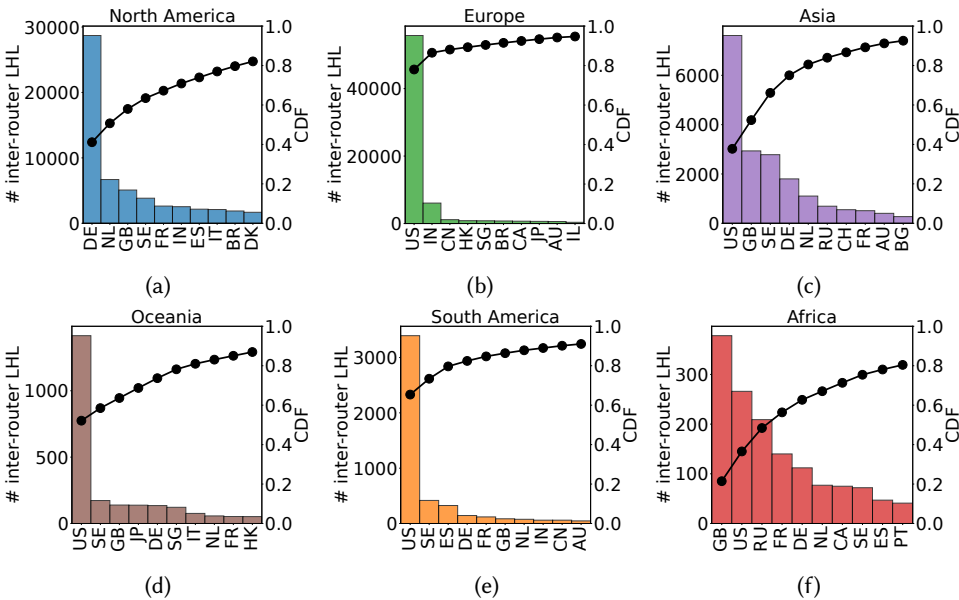 North America
# inter-router LHL
30000
20000
10000
0
1.0
0.8
0.6
0.4
0.2
0.0
CDF
DE NL GB SE FR IN ES IT BR DK
(a)
Europe
# inter-router LHL
40000
20000
0
1.0
0.8
0.6
0.4
0.2
0.0
CDF
US IN CN HK SG BR CA JP AU IL
(b)
Asia
# inter-router LHL
6000
4000
2000
0
1.0
0.8
0.6
0.4
0.2
0.0
CDF
US GB SE DE NL RU CH FR AU BG
(c)
Oceania
# inter-router LHL
1000
500
0
1.0
0.8
0.6
0.4
0.2
0.0
CDF
US SE GB JP DE SG IT NL FR HK
(d)
South America
# inter-router LHL
3000
2000
1000
0
1.0
0.8
0.6
0.4
0.2
0.0
CDF
US SE ES DE FR GB NL IN CN AU
(e)
Africa
# inter-router LHL
300
200
100
0
1.0
0.8
0.6
0.4
0.2
0.0
CDF
GB US RU FR DE NL CA SE ES PT
(f)